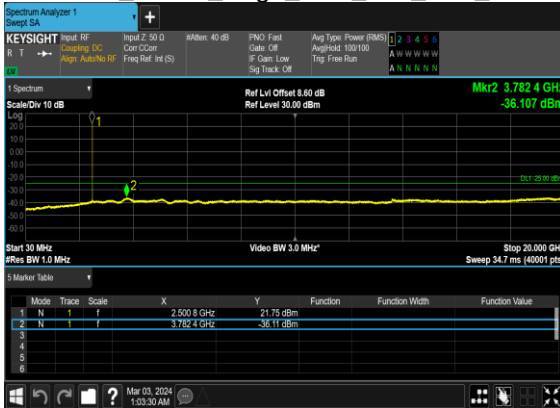 Spectrum Analyzer 1
Swept SA
+
KEYSIGHT Input: RF Input Z: 50 Ω #Atten: 40 dB PNO: Fast Avg Type: Power (RMS) 1 2 3 4 5 6
R T Coupling: DC Corr CCorr Gate: Off Avg|Hold: 100/100 A W W W W W
Align: Auto/No RF Freq Ref: Int (S) IF Gain: Low Trig: Free Run
Sig Track: Off A N N N N N
1 Spectrum Ref Lvl Offset 8.60 dB Mkr2 3.782 4 GHz
Scale/Div 10 dB Ref Level 30.00 dBm -36.107 dBm
Log
20.0
10.0
0.00
-10.0
-20.0
-30.0
-40.0
-50.0
-60.0
1
2
DL1 -25.00 dBm
Start 30 MHz Video BW 3.0 MHz* Stop 20.000 GH
#Res BW 1.0 MHz Sweep 34.7 ms (40001 pts
5 Marker Table
Mode Trace Scale X Y Function Function Width Function Value
1 N 1 f 2.500 8 GHz 21.75 dBm
2 N 1 f 3.782 4 GHz -36.11 dBm
3
4
5
6
? Mar 03, 2024
1:03:30 AM